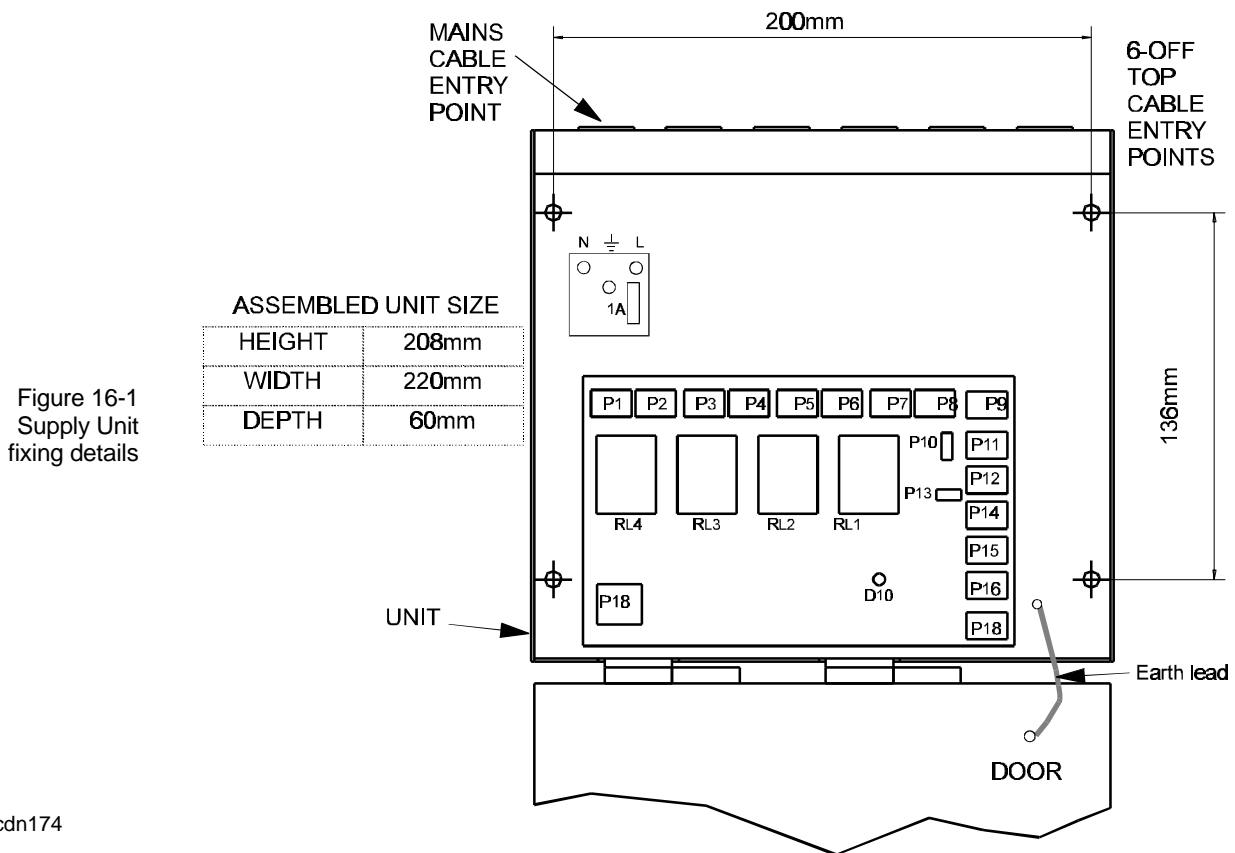 200mm
MAINS
CABLE
ENTRY
POINT
6-OFF
TOP
CABLE
ENTRY
POINTS
N L
1A
ASSEMBLED UNIT SIZE
HEIGHT 208mm
WIDTH 220mm
DEPTH 60mm
Figure 16-1
Supply Unit
fixing details
136mm
P1 P2 P3 P4 P5 P6 P7 P8 P9
P10 P11
P12
P13
P14
RL4 RL3 RL2 RL1
P15
D10
P16
P18
P18
UNIT
Earth lead
DOOR
cdn174